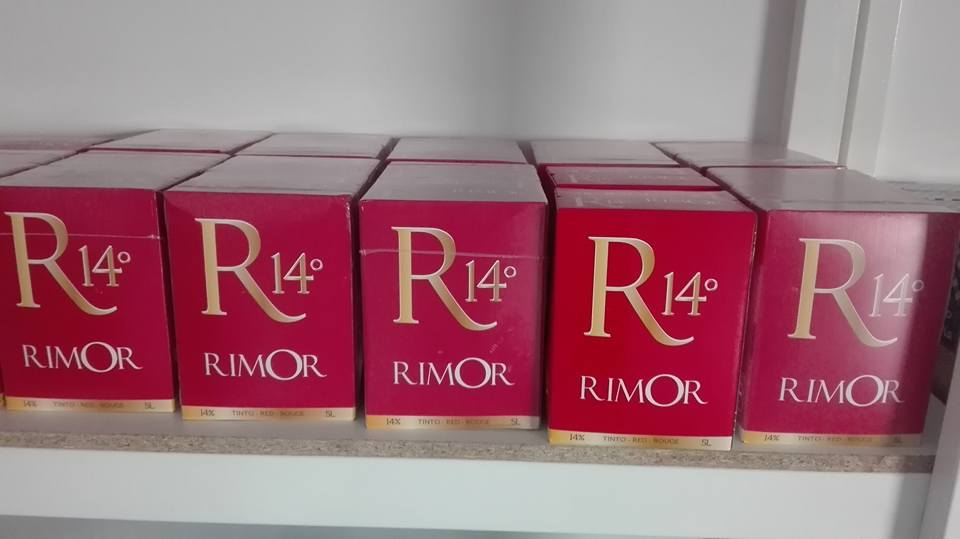 R14°
RIMOR
14% TINTO - RED - ROUGE 5L
R14°
RIMOR
14% TINTO - RED - ROUGE 5L
R14°
RIMOR
14% TINTO - RED - ROUGE 5L
R14°
RIMOR
14% TINTO - RED - ROUGE 5L
R14°
RIMOR
14% TINTO - RED - ROUGE 5L